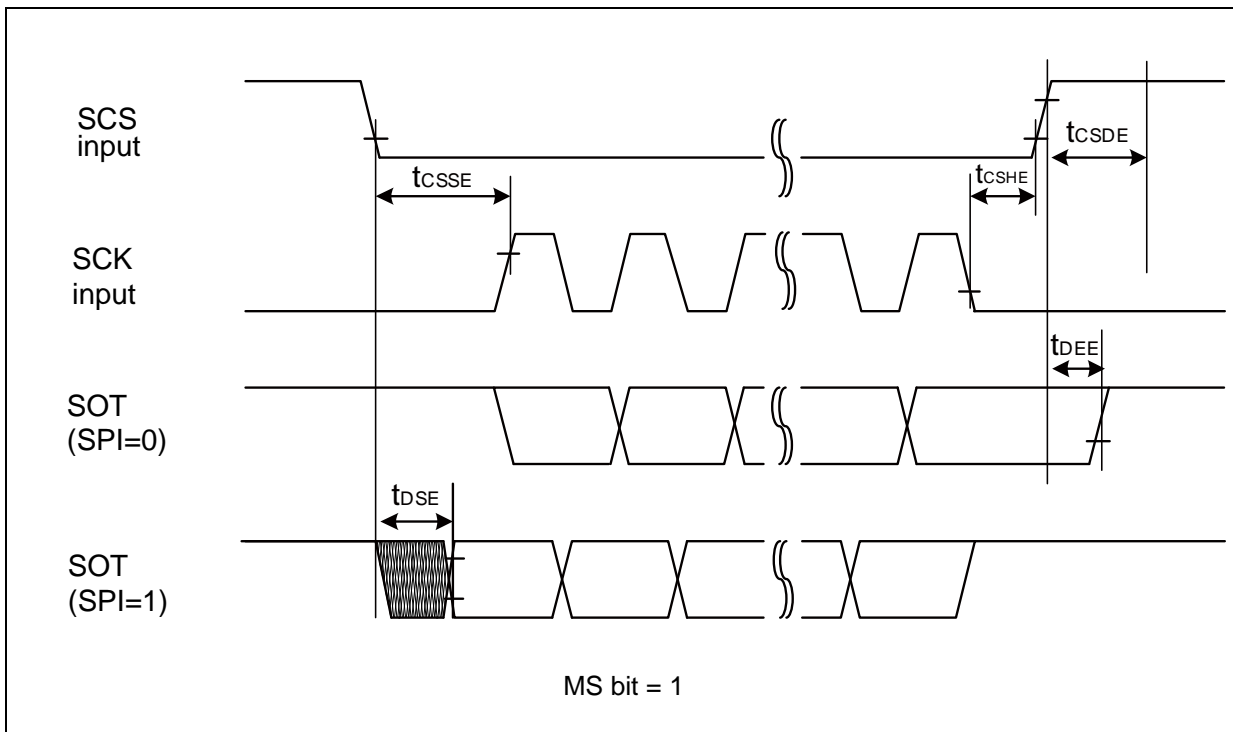 SCS
input
tCSDE
tCSSE
tCSHE
SCK
input
tDEE
SOT
(SPI=0)
tDSE
SOT
(SPI=1)
MS bit = 1